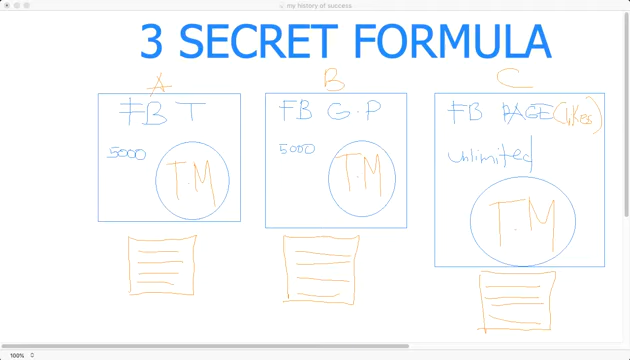 my history of success
3 SECRET FORMULA
A
B
C
FB T
5000
T.M
FB G.P
5000
T.M
FB PAGE (likes)
unlimited
T.M
100%